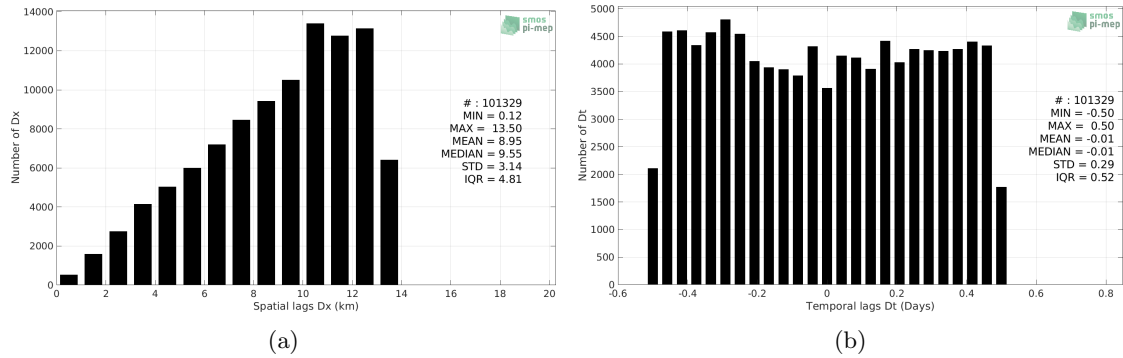 14000
12000
10000
8000
6000
4000
2000
0
Number of Dx
0 2 4 6 8 10 12 14 16 18 20
Spatial lags Dx (km)
smos
pi-mep
# : 101329
MIN = 0.12
MAX = 13.50
MEAN = 8.95
MEDIAN = 9.55
STD = 3.14
IQR = 4.81
(a)
5000
4500
4000
3500
3000
2500
2000
1500
1000
500
0
Number of Dt
-0.6 -0.4 -0.2 0 0.2 0.4 0.6 0.8
Temporal lags Dt (Days)
smos
pi-mep
# : 101329
MIN = -0.50
MAX = 0.50
MEAN = -0.01
MEDIAN = -0.01
STD = 0.29
IQR = 0.52
(b)